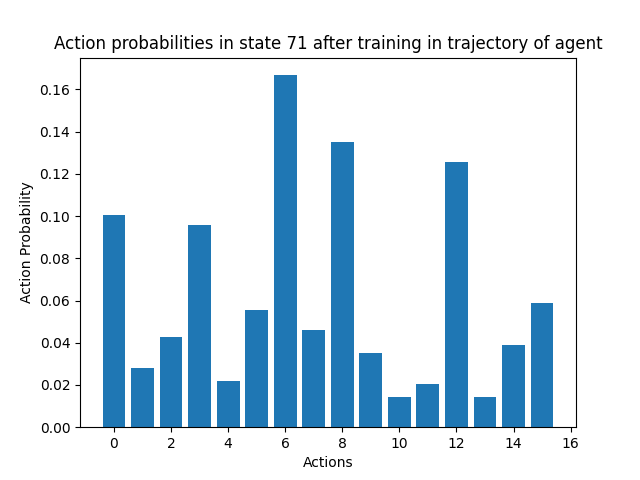 Action probabilities in state 71 after training in trajectory of agent
0.16
0.14
0.12
0.10
0.08
0.06
0.04
0.02
0.00
Action Probability
0 2 4 6 8 10 12 14 16
Actions